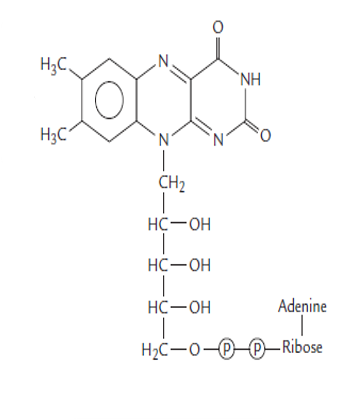 O
H₃C N NH
H₃C N N O
CH₂
HC—OH
HC—OH
HC—OH Adenine
H₂C—O—P—P—Ribose